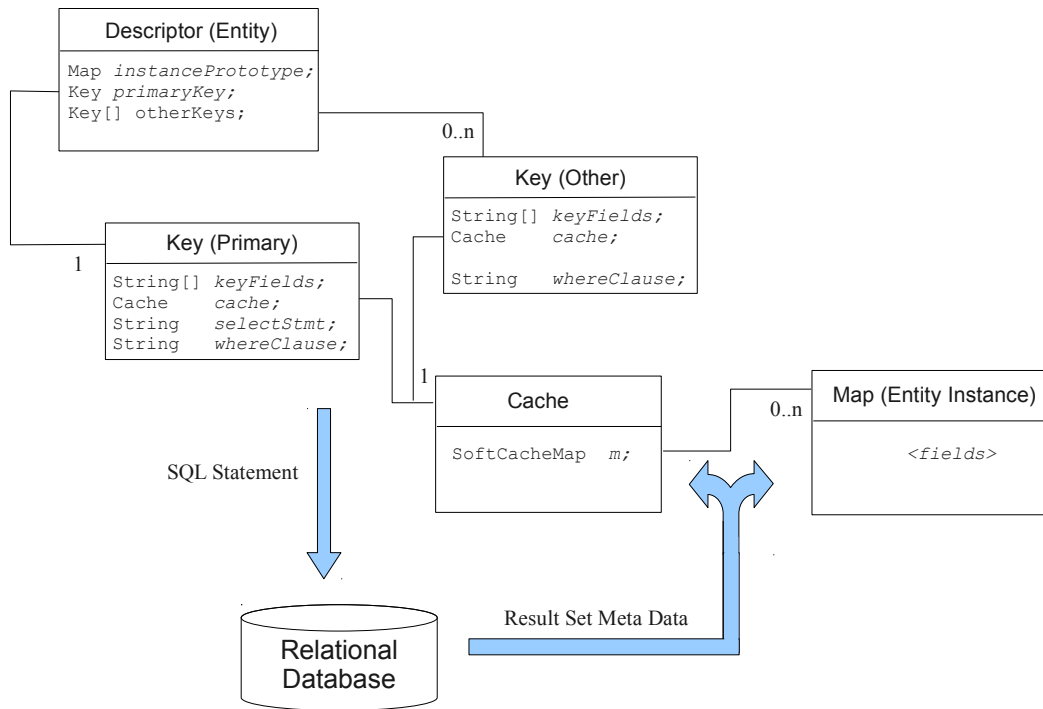 Descriptor (Entity)
Map instancePrototype;
Key primaryKey;
Key[] otherKeys;
0..n
Key (Other)
String[] keyFields;
Cache cache;
String whereClause;
Key (Primary)
1
String[] keyFields;
Cache cache;
String selectStmt;
String whereClause;
1
Cache
SoftCacheMap m;
0..n
Map (Entity Instance)
<fields>
SQL Statement
Result Set Meta Data
Relational
Database